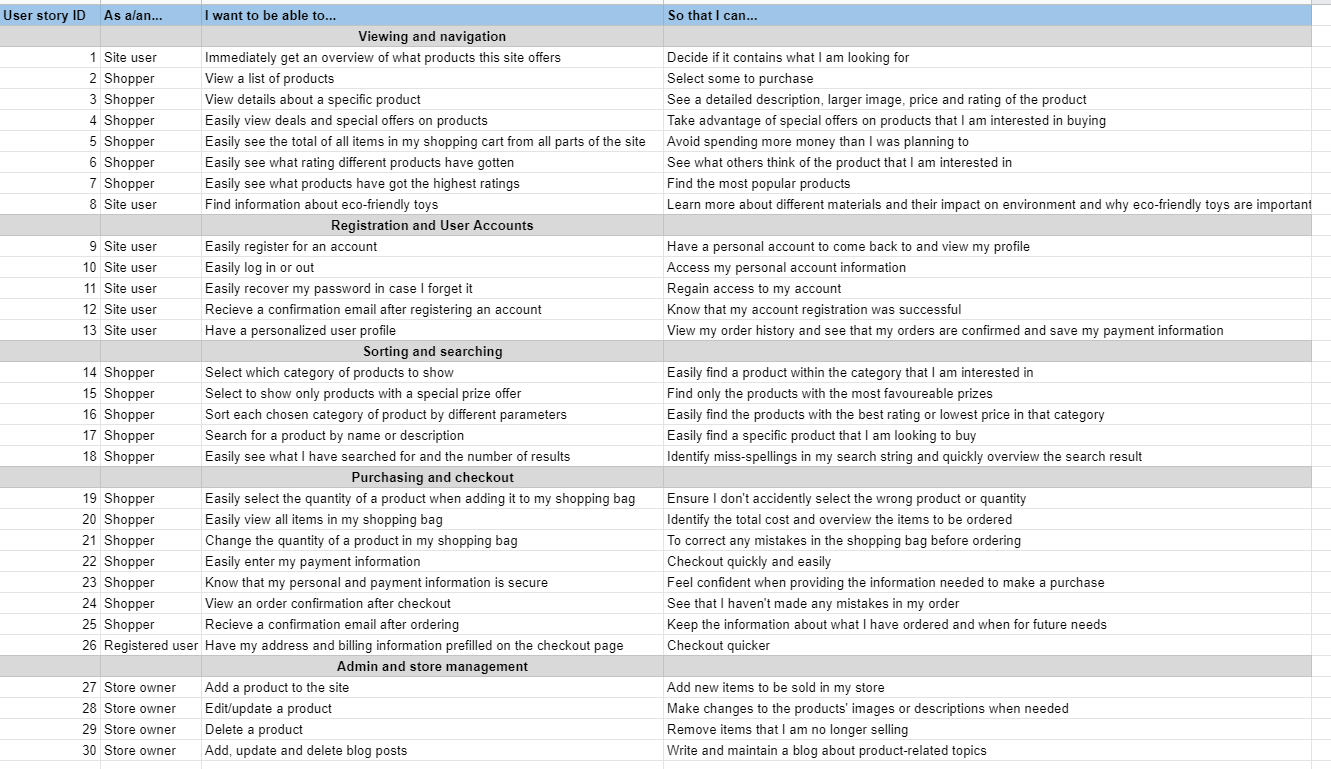 User story ID As a/an... I want to be able to... So that I can...
Viewing and navigation
1 Site user Immediately get an overview of what products this site offers Decide if it contains what I am looking for
2 Shopper View a list of products Select some to purchase
3 Shopper View details about a specific product See a detailed description, larger image, price and rating of the product
4 Shopper Easily view deals and special offers on products Take advantage of special offers on products that I am interested in buying
5 Shopper Easily see the total of all items in my shopping cart from all parts of the site Avoid spending more money than I was planning to
6 Shopper Easily see what rating different products have gotten See what others think of the product that I am interested in
7 Shopper Easily see what products have got the highest ratings Find the most popular products
8 Site user Find information about eco-friendly toys Learn more about different materials and their impact on environment and why eco-friendly toys are important
Registration and User Accounts
9 Site user Easily register for an account Have a personal account to come back to and view my profile
10 Site user Easily log in or out Access my personal account information
11 Site user Easily recover my password in case I forget it Regain access to my account
12 Site user Recieve a confirmation email after registering an account Know that my account registration was successful
13 Site user Have a personalized user profile View my order history and see that my orders are confirmed and save my payment information
Sorting and searching
14 Shopper Select which category of products to show Easily find a product within the category that I am interested in
15 Shopper Select to show only products with a special prize offer Find only the products with the most favoureable prizes
16 Shopper Sort each chosen category of product by different parameters Easily find the products with the best rating or lowest price in that category
17 Shopper Search for a product by name or description Easily find a specific product that I am looking to buy
18 Shopper Easily see what I have searched for and the number of results Identify miss-spellings in my search string and quickly overview the search result
Purchasing and checkout
19 Shopper Easily select the quantity of a product when adding it to my shopping bag Ensure I don't accidently select the wrong product or quantity
20 Shopper Easily view all items in my shopping bag Identify the total cost and overview the items to be ordered
21 Shopper Change the quantity of a product in my shopping bag To correct any mistakes in the shopping bag before ordering
22 Shopper Easily enter my payment information Checkout quickly and easily
23 Shopper Know that my personal and payment information is secure Feel confident when providing the information needed to make a purchase
24 Shopper View an order confirmation after checkout See that I haven't made any mistakes in my order
25 Shopper Recieve a confirmation email after ordering Keep the information about what I have ordered and when for future needs
26 Registered user Have my address and billing information prefilled on the checkout page Checkout quicker
Admin and store management
27 Store owner Add a product to the site Add new items to be sold in my store
28 Store owner Edit/update a product Make changes to the products' images or descriptions when needed
29 Store owner Delete a product Remove items that I am no longer selling
30 Store owner Add, update and delete blog posts Write and maintain a blog about product-related topics